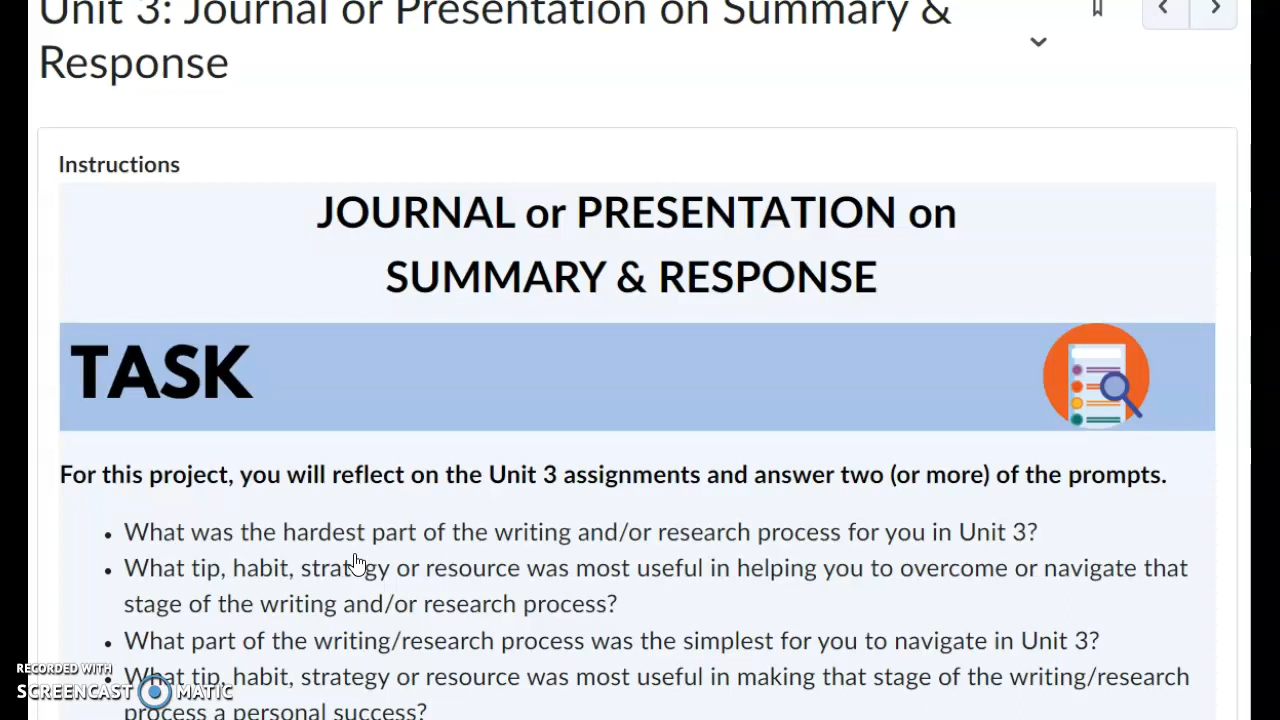 Unit 3: Journal or Presentation on Summary &
Response
Instructions
JOURNAL or PRESENTATION on
SUMMARY & RESPONSE
TASK
For this project, you will reflect on the Unit 3 assignments and answer two (or more) of the prompts.
• What was the hardest part of the writing and/or research process for you in Unit 3?
• What tip, habit, strategy or resource was most useful in helping you to overcome or navigate that
stage of the writing and/or research process?
• What part of the writing/research process was the simplest for you to navigate in Unit 3?
• What tip, habit, strategy or resource was most useful in making that stage of the writing/research
process a personal success?
RECORDED WITH
SCREENCAST MATIC